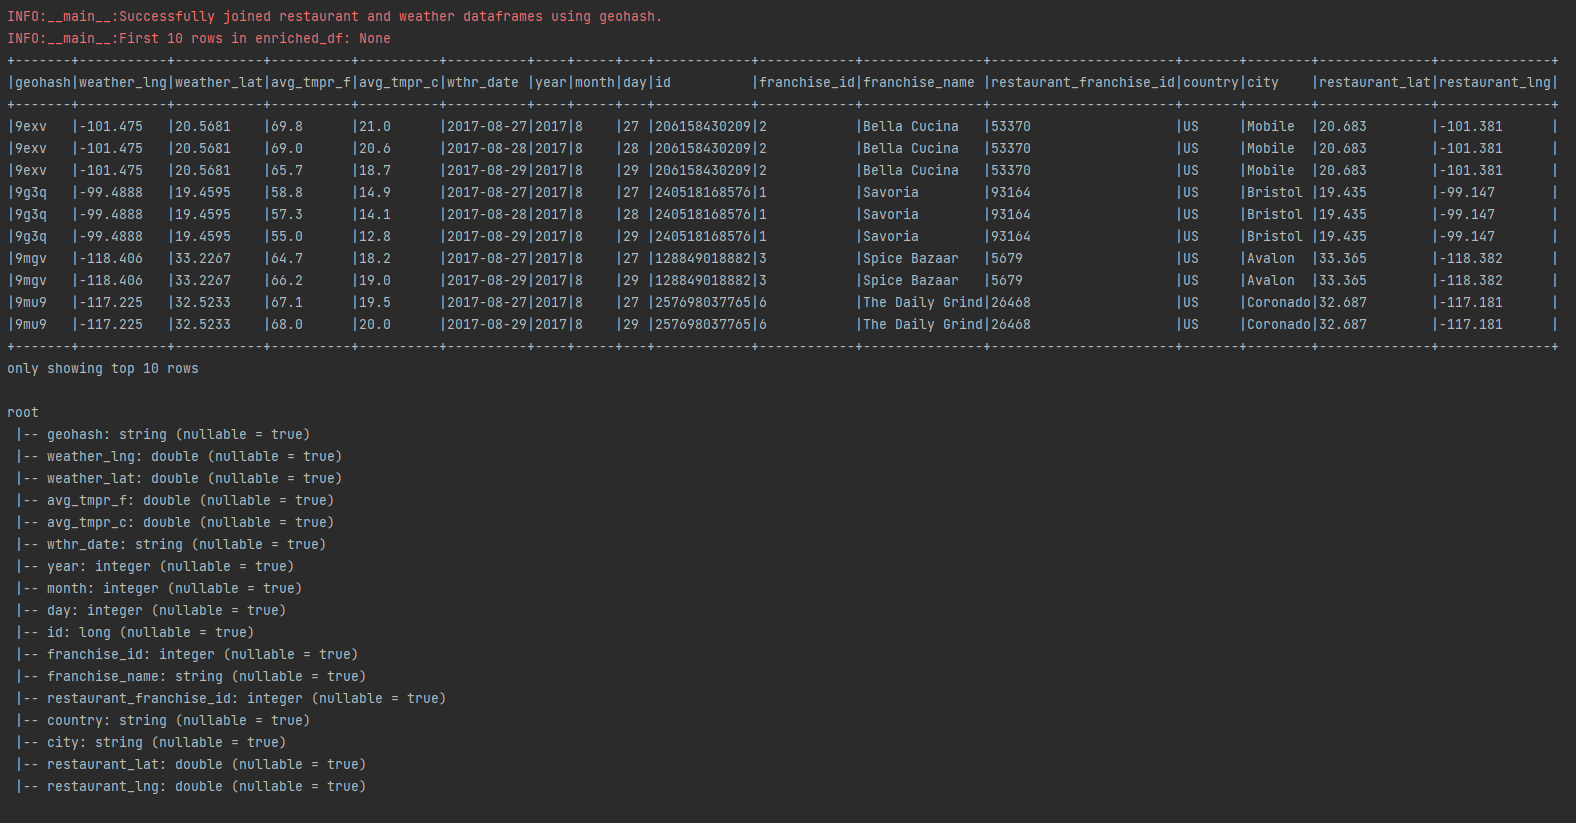 INFO:__main__:Successfully joined restaurant and weather dataframes using geohash.
INFO:__main__:First 10 rows in enriched_df: None
+-------+-----------+-----------+----------+----------+----------+----+-----+---+------------+------------+---------------+-----------------------+-------+--------+--------------+--------------+
|geohash|weather_lng|weather_lat|avg_tmpr_f|avg_tmpr_c|wthr_date |year|month|day|id          |franchise_id|franchise_name |restaurant_franchise_id|country|city    |restaurant_lat|restaurant_lng|
+-------+-----------+-----------+----------+----------+----------+----+-----+---+------------+------------+---------------+-----------------------+-------+--------+--------------+--------------+
|9exv   |-101.475   |20.5681    |69.8      |21.0      |2017-08-27|2017|8    |27 |206158430209|2           |Bella Cucina   |53370                  |US     |Mobile  |20.683        |-101.381      |
|9exv   |-101.475   |20.5681    |69.0      |20.6      |2017-08-28|2017|8    |28 |206158430209|2           |Bella Cucina   |53370                  |US     |Mobile  |20.683        |-101.381      |
|9exv   |-101.475   |20.5681    |65.7      |18.7      |2017-08-29|2017|8    |29 |206158430209|2           |Bella Cucina   |53370                  |US     |Mobile  |20.683        |-101.381      |
|9g3q   |-99.4888   |19.4595    |58.8      |14.9      |2017-08-27|2017|8    |27 |240518168576|1           |Savoria        |93164                  |US     |Bristol |19.435        |-99.147       |
|9g3q   |-99.4888   |19.4595    |57.3      |14.1      |2017-08-28|2017|8    |28 |240518168576|1           |Savoria        |93164                  |US     |Bristol |19.435        |-99.147       |
|9g3q   |-99.4888   |19.4595    |55.0      |12.8      |2017-08-29|2017|8    |29 |240518168576|1           |Savoria        |93164                  |US     |Bristol |19.435        |-99.147       |
|9mgv   |-118.406   |33.2267    |64.7      |18.2      |2017-08-27|2017|8    |27 |128849018882|3           |Spice Bazaar   |5679                   |US     |Avalon  |33.365        |-118.382      |
|9mgv   |-118.406   |33.2267    |66.2      |19.0      |2017-08-29|2017|8    |29 |128849018882|3           |Spice Bazaar   |5679                   |US     |Avalon  |33.365        |-118.382      |
|9mu9   |-117.225   |32.5233    |67.1      |19.5      |2017-08-27|2017|8    |27 |257698037765|6           |The Daily Grind|26468                  |US     |Coronado|32.687        |-117.181      |
|9mu9   |-117.225   |32.5233    |68.0      |20.0      |2017-08-29|2017|8    |29 |257698037765|6           |The Daily Grind|26468                  |US     |Coronado|32.687        |-117.181      |
+-------+-----------+-----------+----------+----------+----------+----+-----+---+------------+------------+---------------+-----------------------+-------+--------+--------------+--------------+
only showing top 10 rows
root
 |-- geohash: string (nullable = true)
 |-- weather_lng: double (nullable = true)
 |-- weather_lat: double (nullable = true)
 |-- avg_tmpr_f: double (nullable = true)
 |-- avg_tmpr_c: double (nullable = true)
 |-- wthr_date: string (nullable = true)
 |-- year: integer (nullable = true)
 |-- month: integer (nullable = true)
 |-- day: integer (nullable = true)
 |-- id: long (nullable = true)
 |-- franchise_id: integer (nullable = true)
 |-- franchise_name: string (nullable = true)
 |-- restaurant_franchise_id: integer (nullable = true)
 |-- country: string (nullable = true)
 |-- city: string (nullable = true)
 |-- restaurant_lat: double (nullable = true)
 |-- restaurant_lng: double (nullable = true)